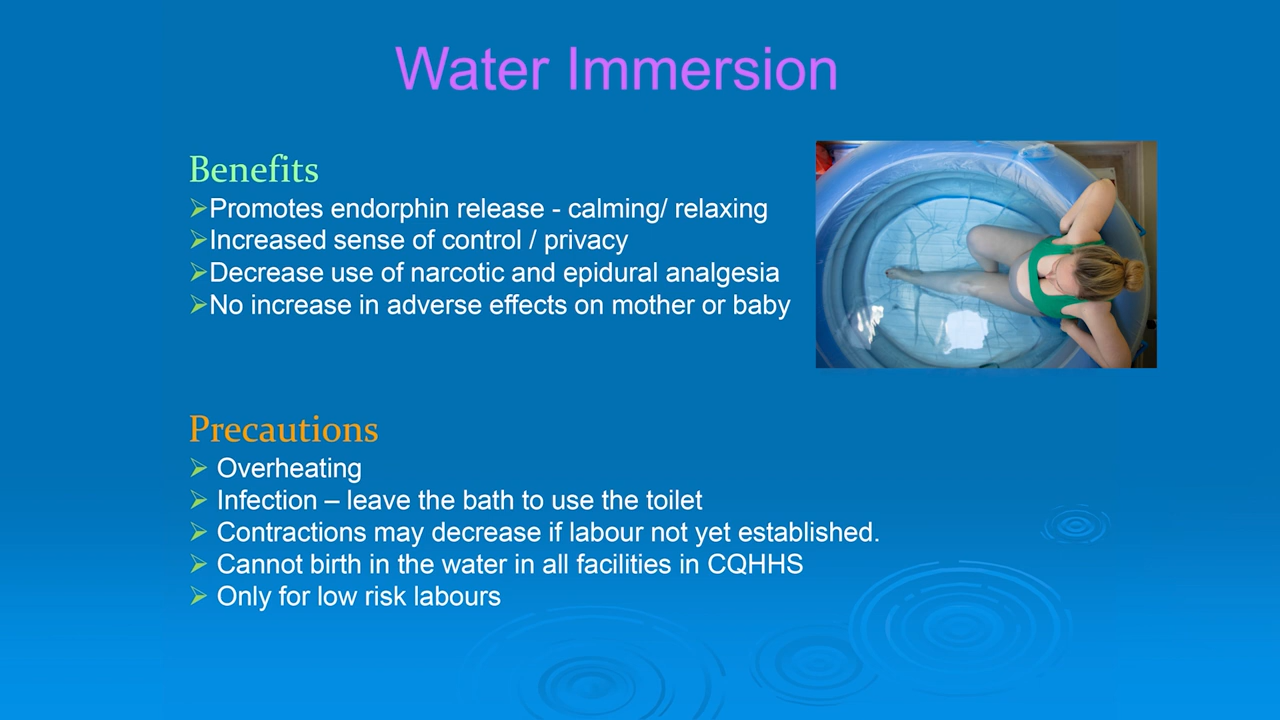 Water Immersion
Benefits
➢Promotes endorphin release - calming/ relaxing
➢Increased sense of control / privacy
➢Decrease use of narcotic and epidural analgesia
➢No increase in adverse effects on mother or baby
Precautions
➢ Overheating
➢ Infection – leave the bath to use the toilet
➢ Contractions may decrease if labour not yet established.
➢ Cannot birth in the water in all facilities in CQHHS
➢ Only for low risk labours